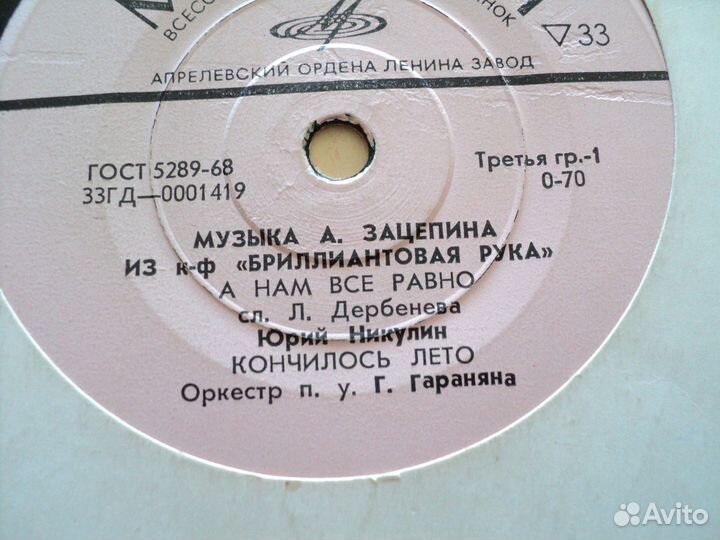 33
АПРЕЛЕВСКИЙ ОРДЕНА ЛЕНИНА ЗАВОД
ГОСТ 5289-68
33ГД—0001419
Третья гр.-1
0-70
МУЗЫКА А. ЗАЦЕПИНА
ИЗ к-ф «БРИЛЛИАНТОВАЯ РУКА»
А НАМ ВСЕ РАВНО
сл. Л. Дербенева
Юрий Никулин
КОНЧИЛОСЬ ЛЕТО
Оркестр п. у. Г. Гараняна
Avito